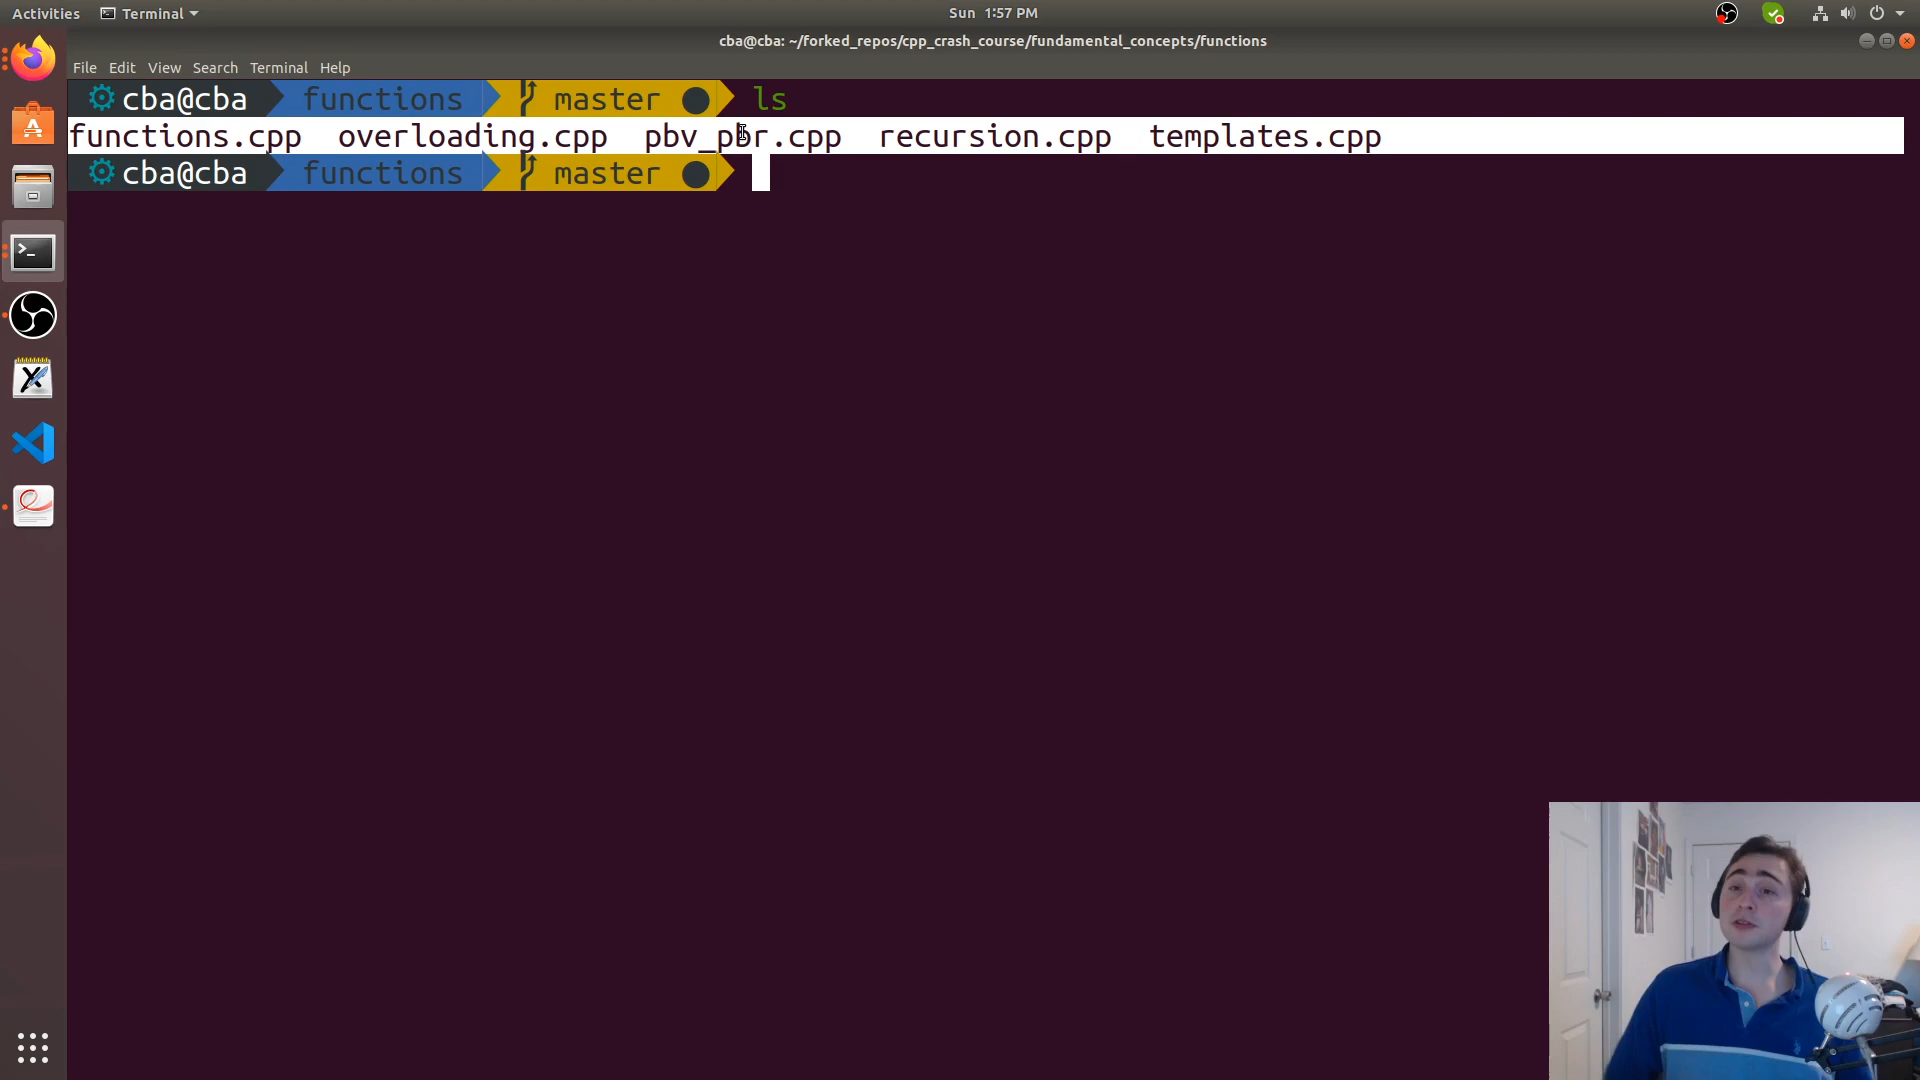 Activities Terminal Sun 1:57 PM
cba@cba: ~/forked_repos/cpp_crash_course/fundamental_concepts/functions
File Edit View Search Terminal Help
cba@cba functions master ls
functions.cpp overloading.cpp pbv_pbr.cpp recursion.cpp templates.cpp
cba@cba functions master